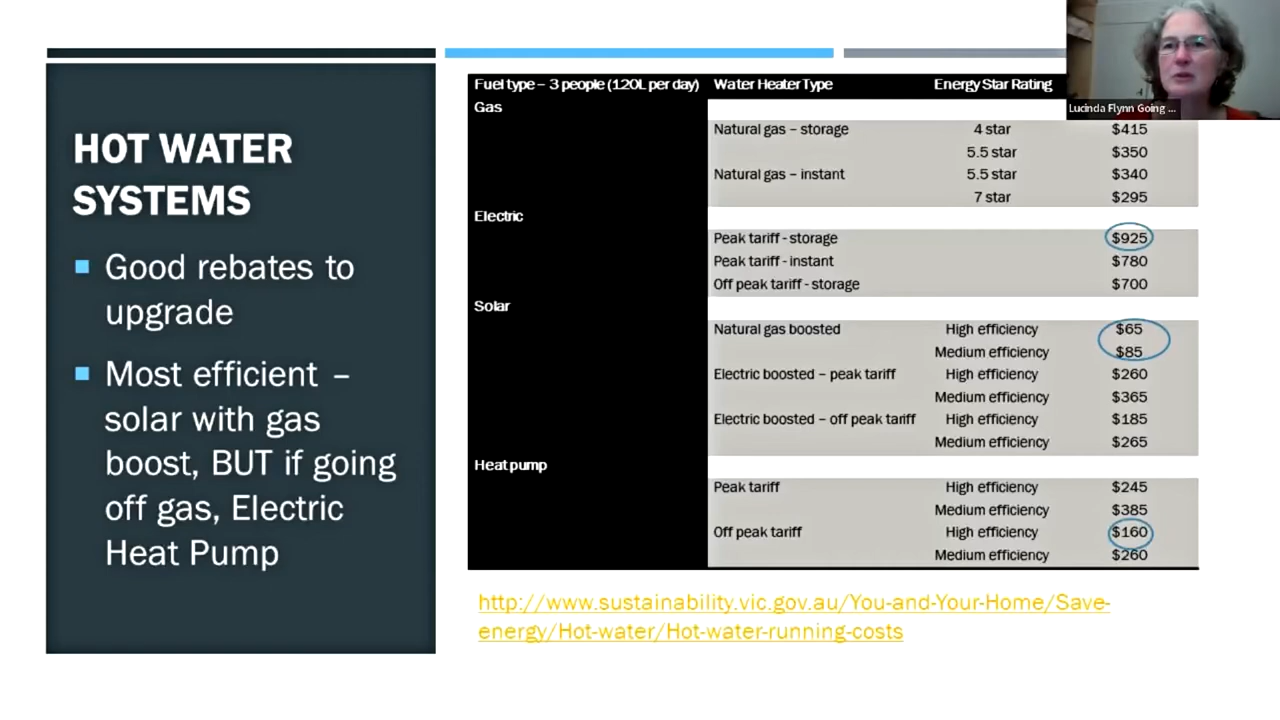 HOT WATER
SYSTEMS
Good rebates to
upgrade
Most efficient –
solar with gas
boost, BUT if going
off gas, Electric
Heat Pump
Fuel type – 3 people (120L per day) Water Heater Type Energy Star Rating
Gas
Natural gas – storage 4 star $415
5.5 star $350
Natural gas – instant 5.5 star $340
7 star $295
Electric
Peak tariff - storage $925
Peak tariff - instant $780
Off peak tariff - storage $700
Solar
Natural gas boosted High efficiency $65
Medium efficiency $85
Electric boosted – peak tariff High efficiency $260
Medium efficiency $365
Electric boosted – off peak tariff High efficiency $185
Medium efficiency $265
Heat pump
Peak tariff High efficiency $245
Medium efficiency $385
Off peak tariff High efficiency $160
Medium efficiency $260
http://www.sustainability.vic.gov.au/You-and-Your-Home/Save-
energy/Hot-water/Hot-water-running-costs
Lucinda Flynn Going ...